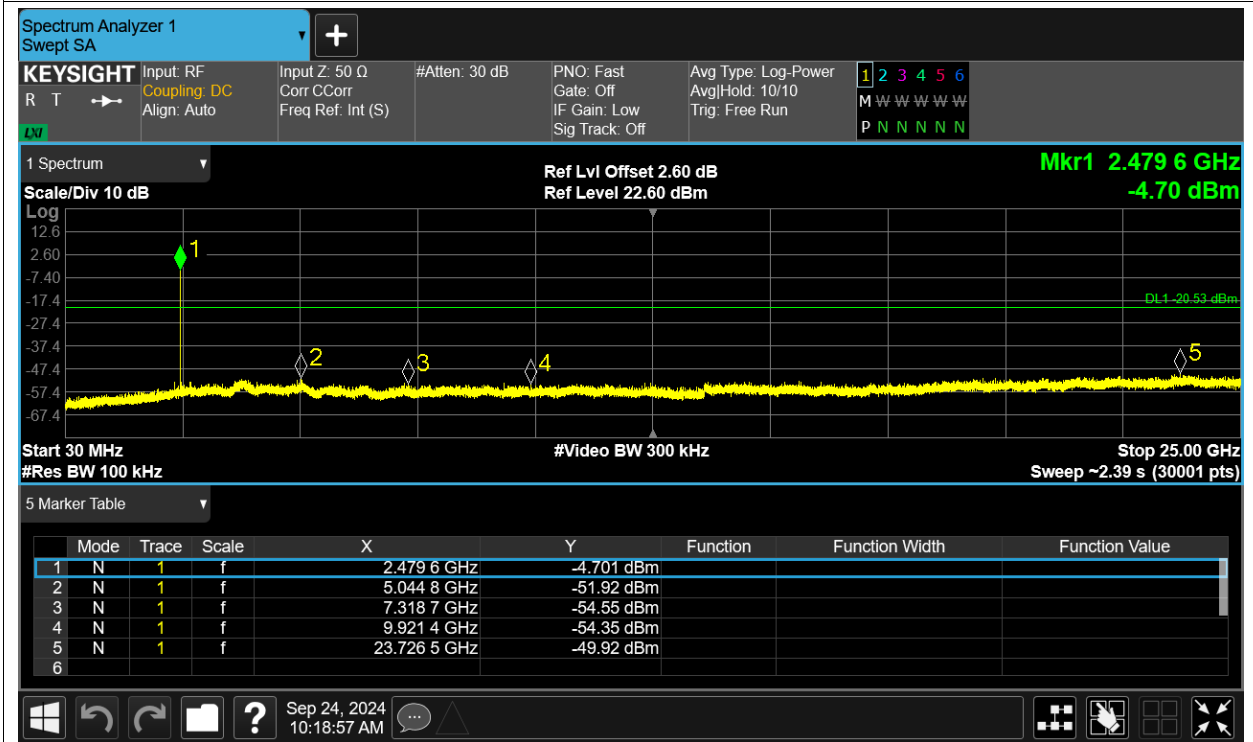 Spectrum Analyzer 1
Swept SA
KEYSIGHT
R T
LXI
Input: RF
Coupling: DC
Align: Auto
Input Z: 50 Ω
Corr CCorr
Freq Ref: Int (S)
#Atten: 30 dB
PNO: Fast
Gate: Off
IF Gain: Low
Sig Track: Off
Avg Type: Log-Power
Avg|Hold: 10/10
Trig: Free Run
1 2 3 4 5 6
M W W W W W
P N N N N N
1 Spectrum
Scale/Div 10 dB
Ref Lvl Offset 2.60 dB
Ref Level 22.60 dBm
Mkr1 2.479 6 GHz
-4.70 dBm
Log
12.6
2.60
-7.40
-17.4
-27.4
-37.4
-47.4
-57.4
-67.4
1
2
3
4
5
DL1 -20.53 dBm
Start 30 MHz
#Video BW 300 kHz
Stop 25.00 GHz
#Res BW 100 kHz
Sweep ~2.39 s (30001 pts)
5 Marker Table
Mode Trace Scale X Y Function Function Width Function Value
1 N 1 f 2.479 6 GHz -4.701 dBm
2 N 1 f 5.044 8 GHz -51.92 dBm
3 N 1 f 7.318 7 GHz -54.55 dBm
4 N 1 f 9.921 4 GHz -54.35 dBm
5 N 1 f 23.726 5 GHz -49.92 dBm
6
?
Sep 24, 2024
10:18:57 AM